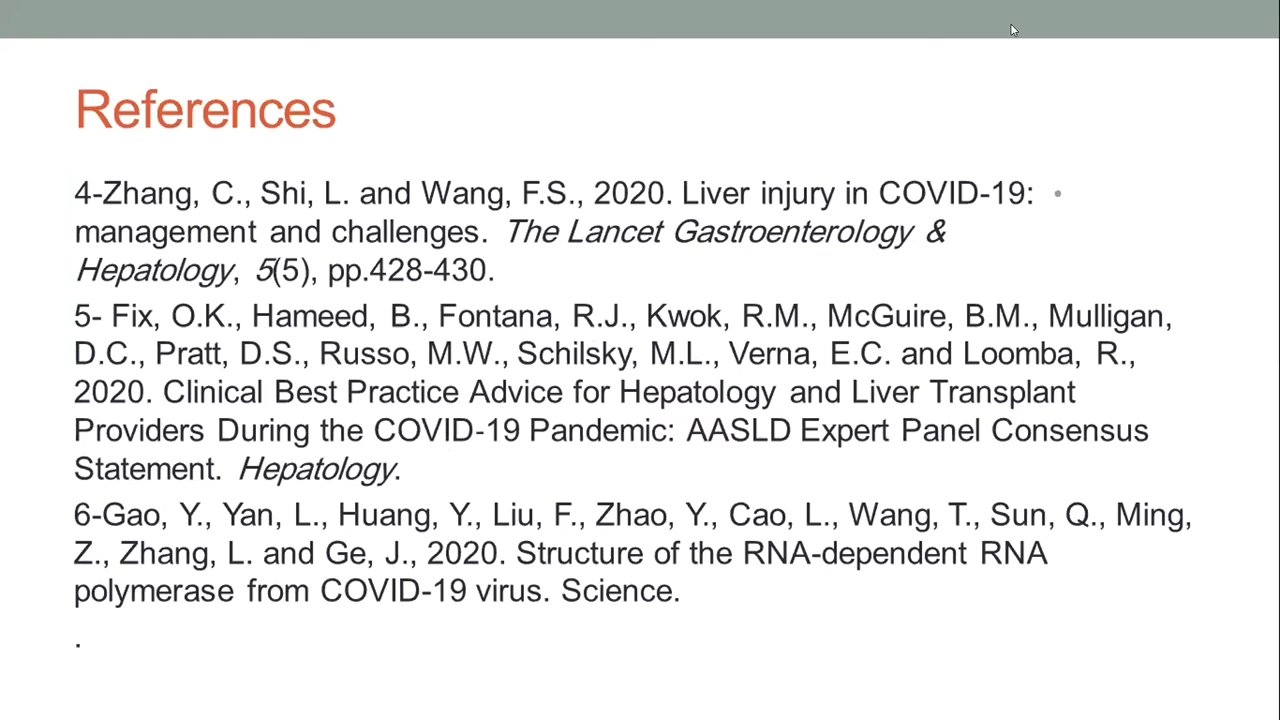 References
4-Zhang, C., Shi, L. and Wang, F.S., 2020. Liver injury in COVID-19: •
management and challenges. The Lancet Gastroenterology &
Hepatology, 5(5), pp.428-430.
5- Fix, O.K., Hameed, B., Fontana, R.J., Kwok, R.M., McGuire, B.M., Mulligan,
D.C., Pratt, D.S., Russo, M.W., Schilsky, M.L., Verna, E.C. and Loomba, R.,
2020. Clinical Best Practice Advice for Hepatology and Liver Transplant
Providers During the COVID-19 Pandemic: AASLD Expert Panel Consensus
Statement. Hepatology.
6-Gao, Y., Yan, L., Huang, Y., Liu, F., Zhao, Y., Cao, L., Wang, T., Sun, Q., Ming,
Z., Zhang, L. and Ge, J., 2020. Structure of the RNA-dependent RNA
polymerase from COVID-19 virus. Science.
.